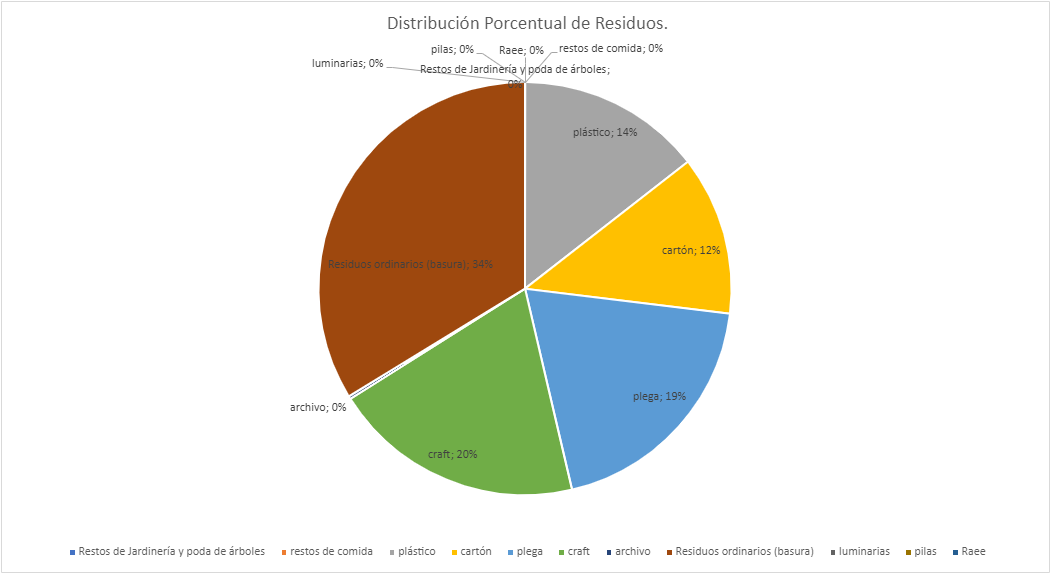 Distribución Porcentual de Residuos.
pilas; 0%
Raee; 0%
restos de comida; 0%
luminarias; 0%
Restos de Jardinería y poda de árboles;
0%
plástico; 14%
cartón; 12%
Residuos ordinarios (basura); 34%
plega; 19%
archivo; 0%
craft; 20%
Restos de Jardinería y poda de árboles restos de comida plástico cartón plega craft archivo Residuos ordinarios (basura) luminarias pilas Raee